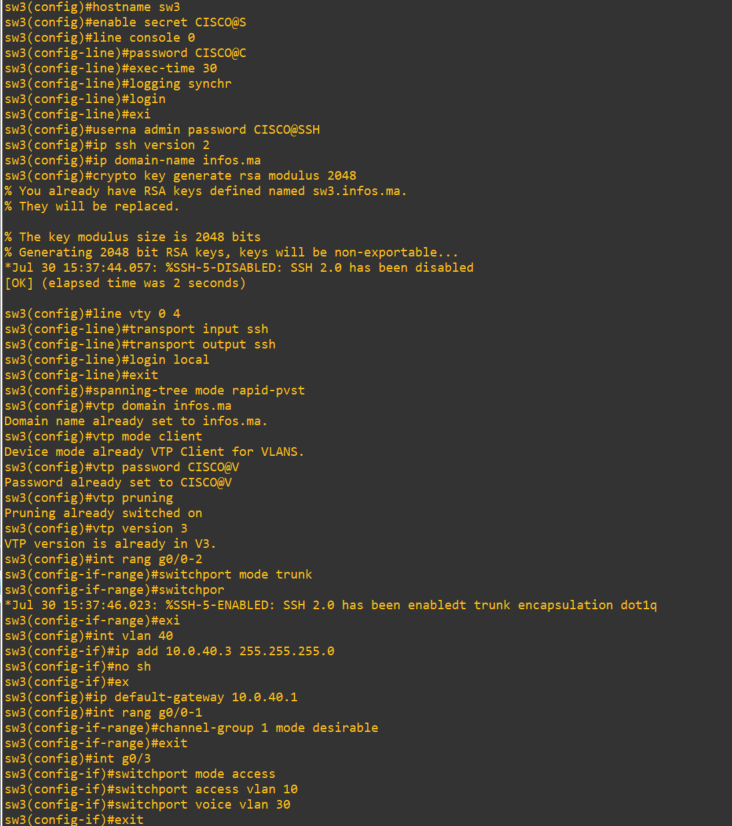 sw3(config)#hostname sw3
sw3(config)#enable secret CISCO@S
sw3(config)#line console 0
sw3(config-line)#password CISCO@C
sw3(config-line)#exec-time 30
sw3(config-line)#logging synchr
sw3(config-line)#login
sw3(config-line)#exi
sw3(config)#userna admin password CISCO@SSH
sw3(config)#ip ssh version 2
sw3(config)#ip domain-name infos.ma
sw3(config)#crypto key generate rsa modulus 2048
% You already have RSA keys defined named sw3.infos.ma.
% They will be replaced.

% The key modulus size is 2048 bits
% Generating 2048 bit RSA keys, keys will be non-exportable...
*Jul 30 15:37:44.057: %SSH-5-DISABLED: SSH 2.0 has been disabled
[OK] (elapsed time was 2 seconds)

sw3(config)#line vty 0 4
sw3(config-line)#transport input ssh
sw3(config-line)#transport output ssh
sw3(config-line)#login local
sw3(config-line)#exit
sw3(config)#spanning-tree mode rapid-pvst
sw3(config)#vtp domain infos.ma
Domain name already set to infos.ma.
sw3(config)#vtp mode client
Device mode already VTP Client for VLANS.
sw3(config)#vtp password CISCO@V
Password already set to CISCO@V
sw3(config)#vtp pruning
Pruning already switched on
sw3(config)#vtp version 3
VTP version is already in V3.
sw3(config)#int rang g0/0-2
sw3(config-if-range)#switchport mode trunk
sw3(config-if-range)#switchpor
*Jul 30 15:37:46.023: %SSH-5-ENABLED: SSH 2.0 has been enabledt trunk encapsulation dot1q
sw3(config-if-range)#exi
sw3(config)#int vlan 40
sw3(config-if)#ip add 10.0.40.3 255.255.255.0
sw3(config-if)#no sh
sw3(config-if)#ex
sw3(config)#ip default-gateway 10.0.40.1
sw3(config)#int rang g0/0-1
sw3(config-if-range)#channel-group 1 mode desirable
sw3(config-if-range)#exit
sw3(config)#int g0/3
sw3(config-if)#switchport mode access
sw3(config-if)#switchport access vlan 10
sw3(config-if)#switchport voice vlan 30
sw3(config-if)#exit